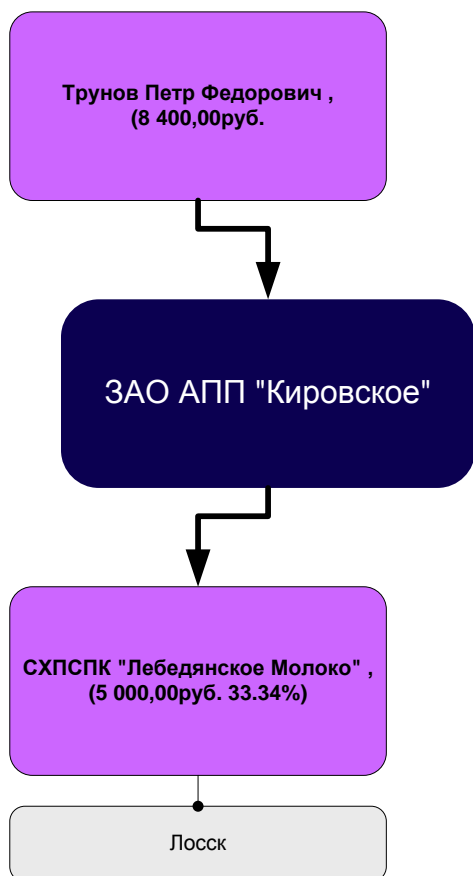 Трунов Петр Федорович ,
(8 400,00руб.
ЗАО АПП "Кировское"
СХПСПК "Лебедянское Молоко" ,
(5 000,00руб. 33.34%)
Лосск